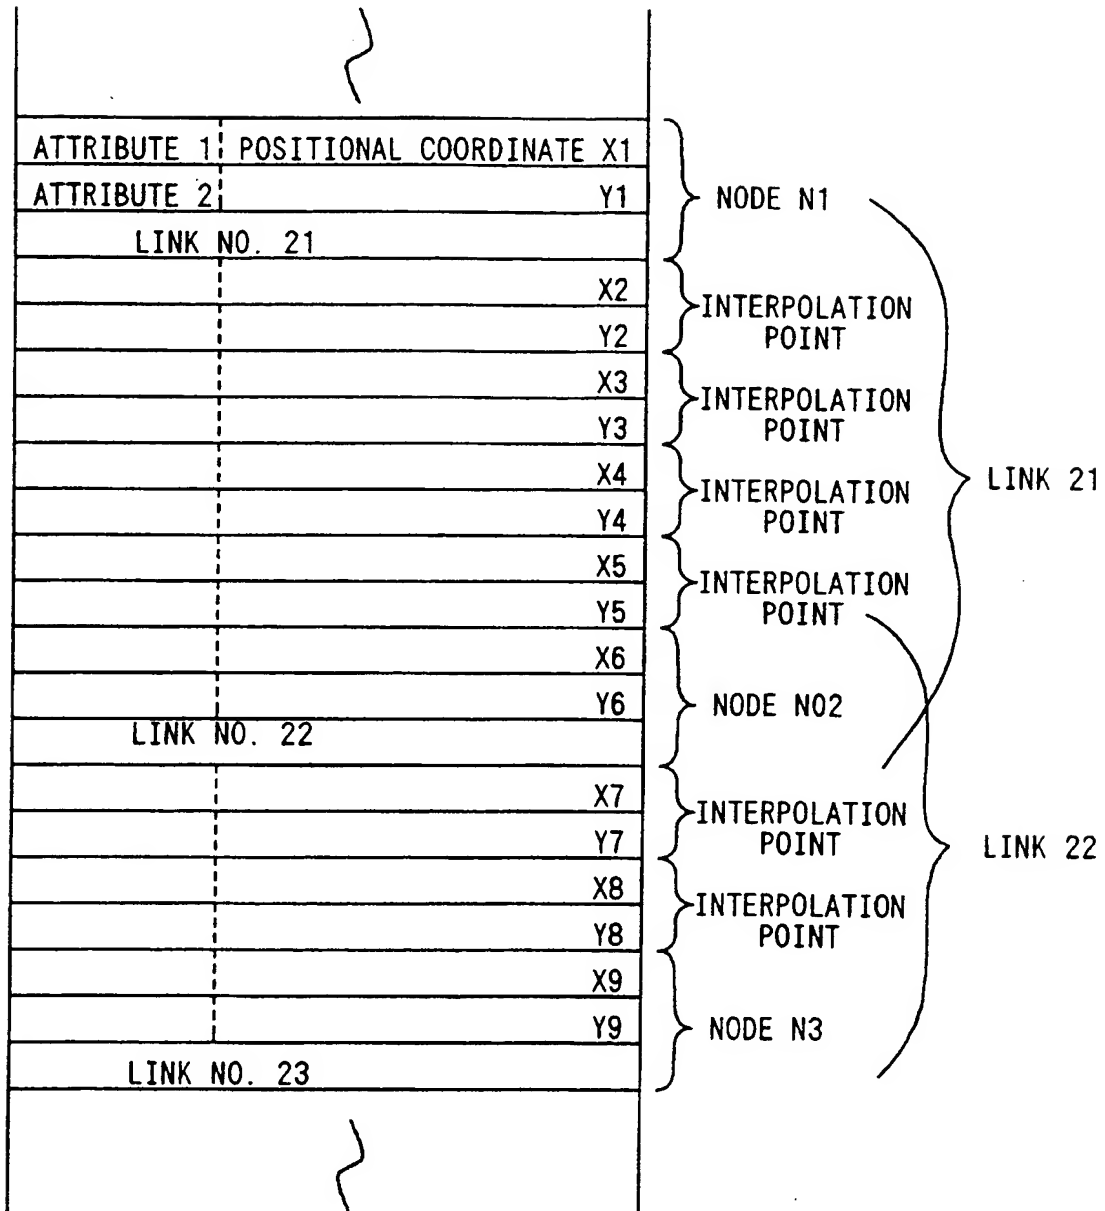 ATTRIBUTE 1 POSITIONAL COORDINATE X1
ATTRIBUTE 2 Y1
NODE N1
LINK NO. 21
X2
INTERPOLATION
POINT
Y2
X3
INTERPOLATION
POINT
Y3
X4
LINK 21
INTERPOLATION
POINT
Y4
X5
INTERPOLATION
POINT
Y5
X6
Y6
NODE N02
LINK NO. 22
X7
INTERPOLATION
POINT
Y7
LINK 22
X8
INTERPOLATION
POINT
Y8
X9
Y9
NODE N3
LINK NO. 23